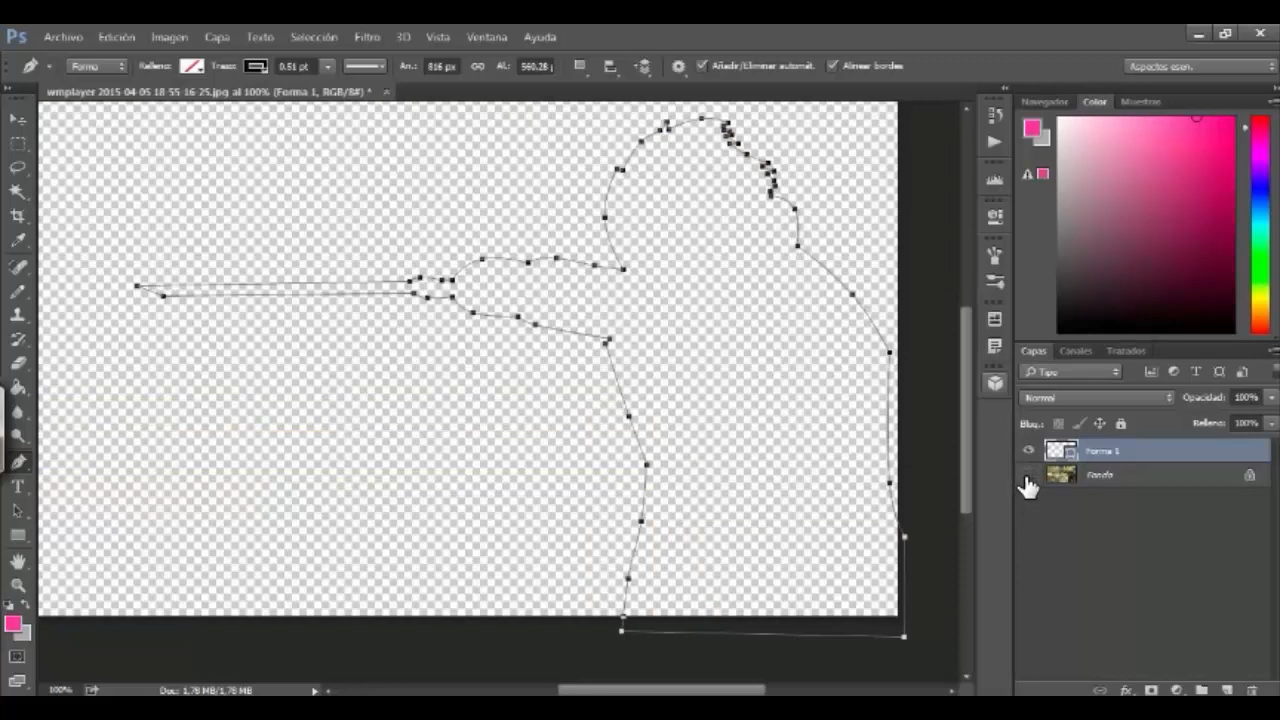 Ps Archivo Edición Imagen Capa Texto Selección Filtro 3D Vista Ventana Ayuda
Forma Relleno: Trazo: 0.51 pt An.: 816 px Al.: 560.28 Añadir/Eliminar automát. Alinear bordes Aspectos esen.
wmplayer 2015-04-05 18-55 16-25.jpg al 100% (Forma 1, RGB/8#) *
Navegador Color Muestras
Capas Canales Trazados
Tipo
Normal Opacidad: 100%
Bloq.: Relleno: 100%
Forma 1
Fondo
100% Doc: 1,78 MB/1,78 MB